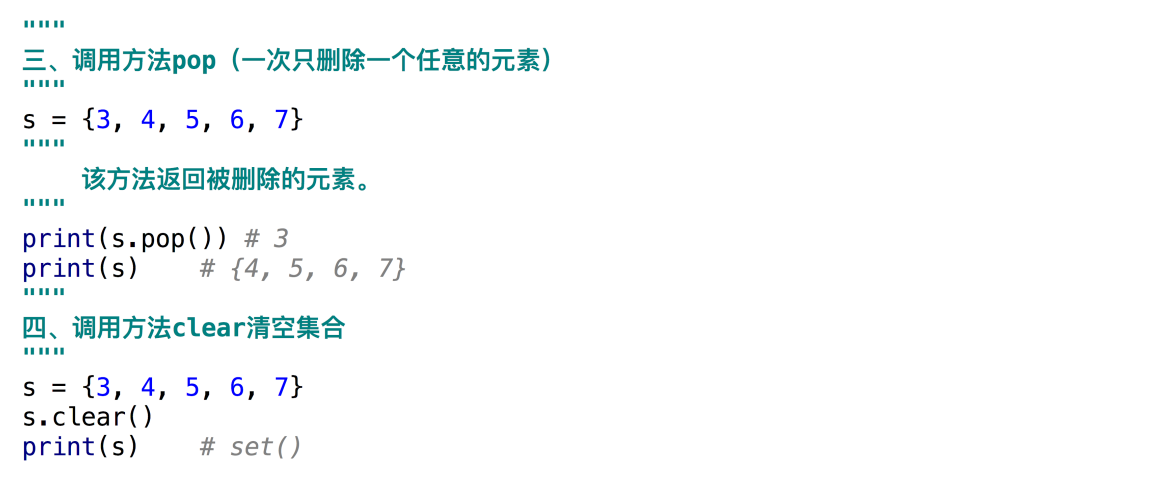 """
三、调用方法pop（一次只删除一个任意的元素）
"""
s = {3, 4, 5, 6, 7}
"""
    该方法返回被删除的元素。
"""
print(s.pop()) # 3
print(s)    # {4, 5, 6, 7}
"""
四、调用方法clear清空集合
"""
s = {3, 4, 5, 6, 7}
s.clear()
print(s)    # set()